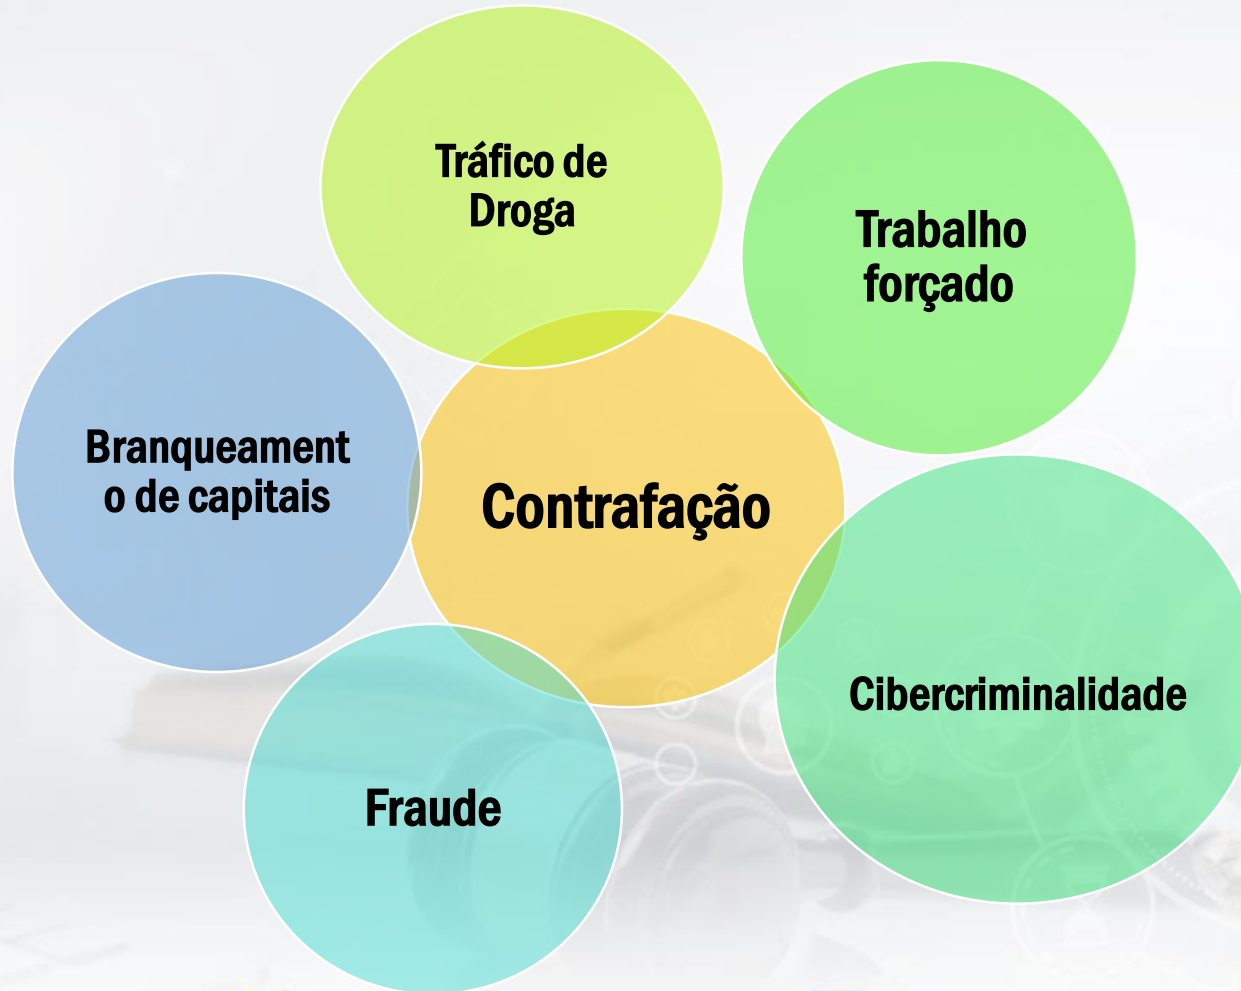 Tráfico de
Droga
Trabalho
forçado
Branqueament
o de capitais
Contrafação
Cibercriminalidade
Fraude